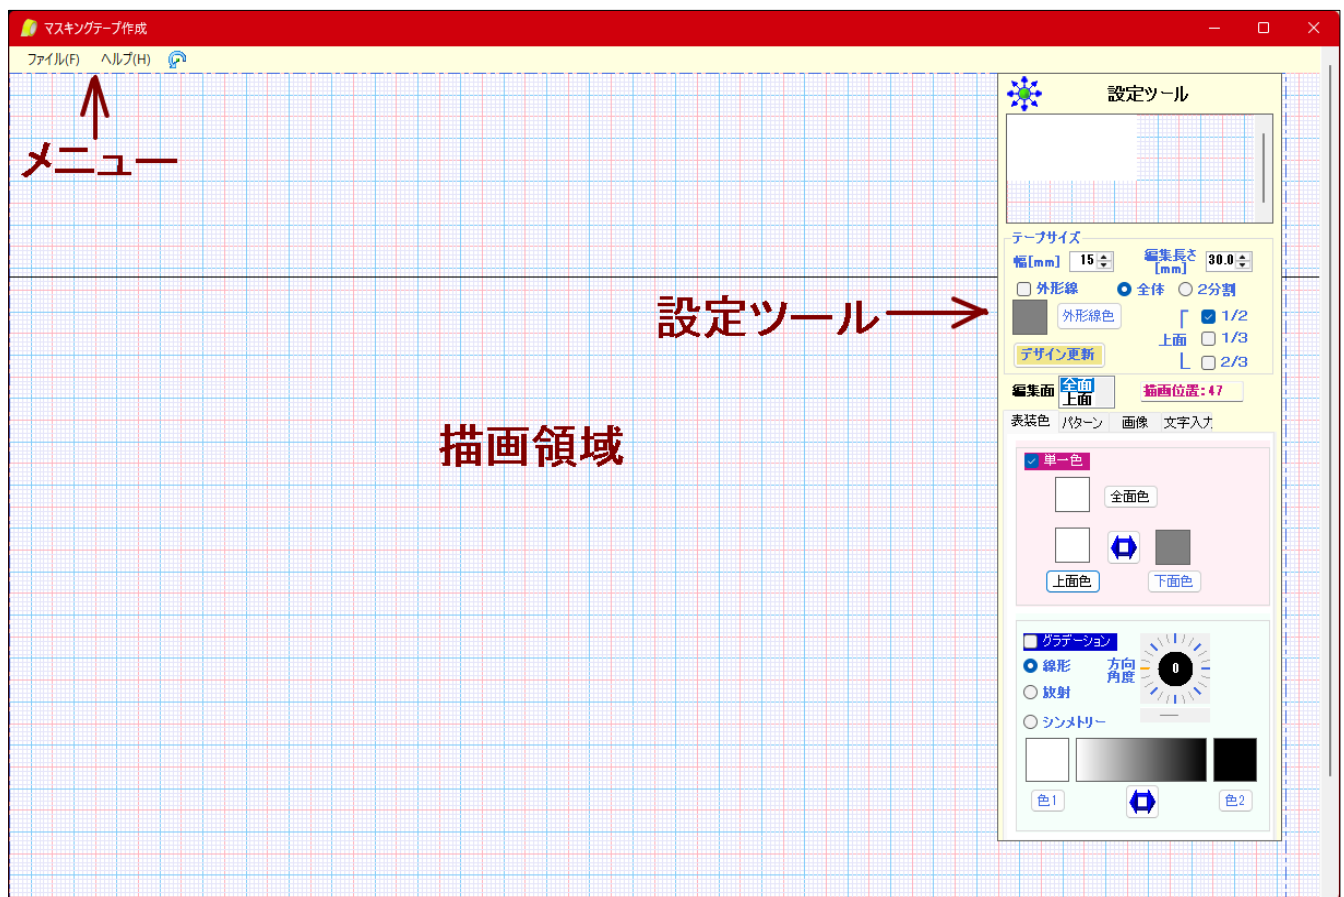 マスキングテープ作成
ファイル(F) ヘルプ(H)
メニュー
設定ツール
描画領域
設定ツール
テープサイズ
幅[mm] 15 編集長さ[mm] 30.0
外形線 全体 2分割
外形線色
上面 1/2
1/3
2/3
デザイン更新
編集面 全面
上面
描画位置:47
表装色 パターン 画像 文字入力
単一色
全面色
上面色 下面色
グラデーション
線形 方向角度 0
放射
シンメトリー
色1 色2